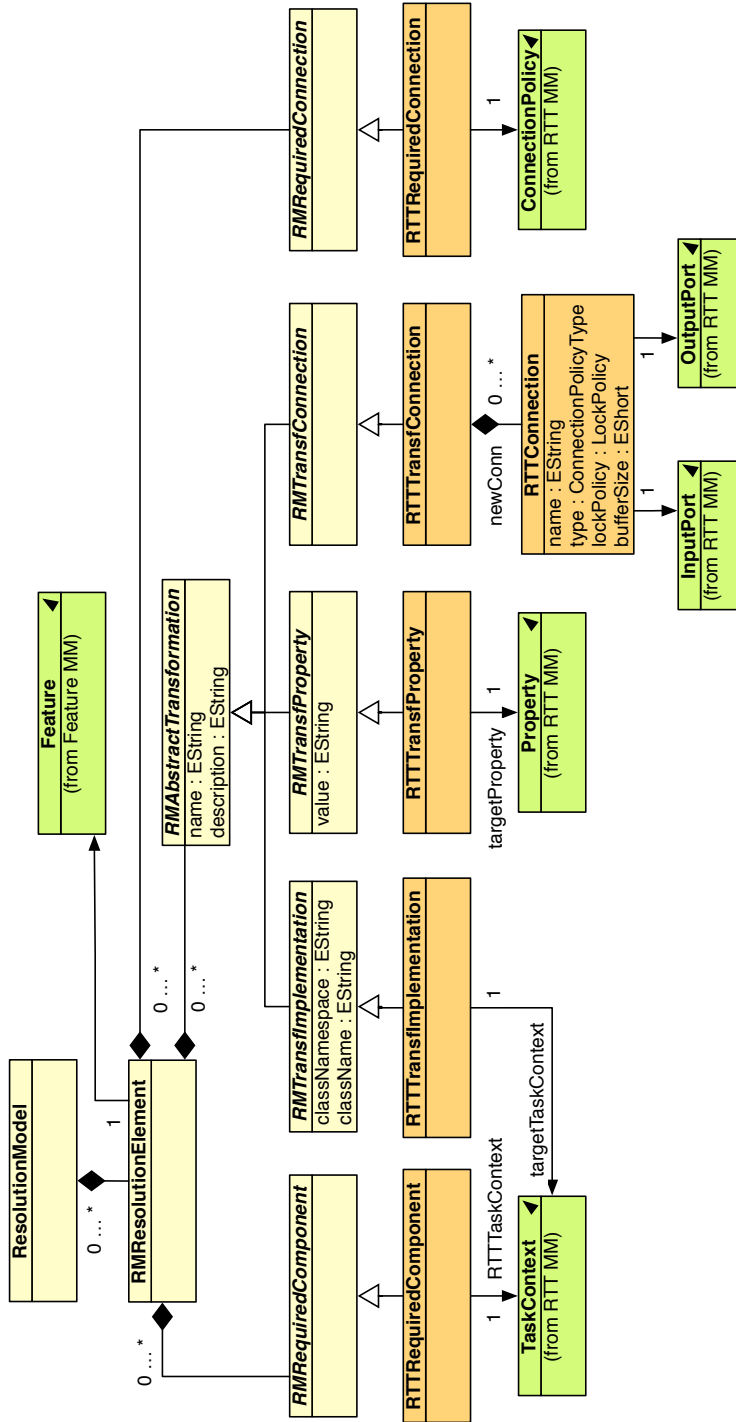 ResolutionModel
0 ... *
RMResolutionElement
1
Feature
(from Feature MM)
0 ... *
0 ... *
0 ... *
RMAbstractTransformation
name : EString
description : EString
RMRequiredComponent
RMTransfImplementation
classNamespace : EString
className : EString
RMTransfProperty
value : EString
RMTransfConnection
RMRequiredConnection
RTTRequiredComponent
RTTTransfImplementation
RTTTransfProperty
RTTTransfConnection
RTTRequiredConnection
1
RTTTaskContext
1
targetTaskContext
targetProperty
1
newConn
0 ... *
1
TaskContext
(from RTT MM)
Property
(from RTT MM)
RTTConnection
name : EString
type : ConnectionPolicyType
lockPolicy : LockPolicy
bufferSize : EShort
ConnectionPolicy
(from RTT MM)
1
1
InputPort
(from RTT MM)
OutputPort
(from RTT MM)